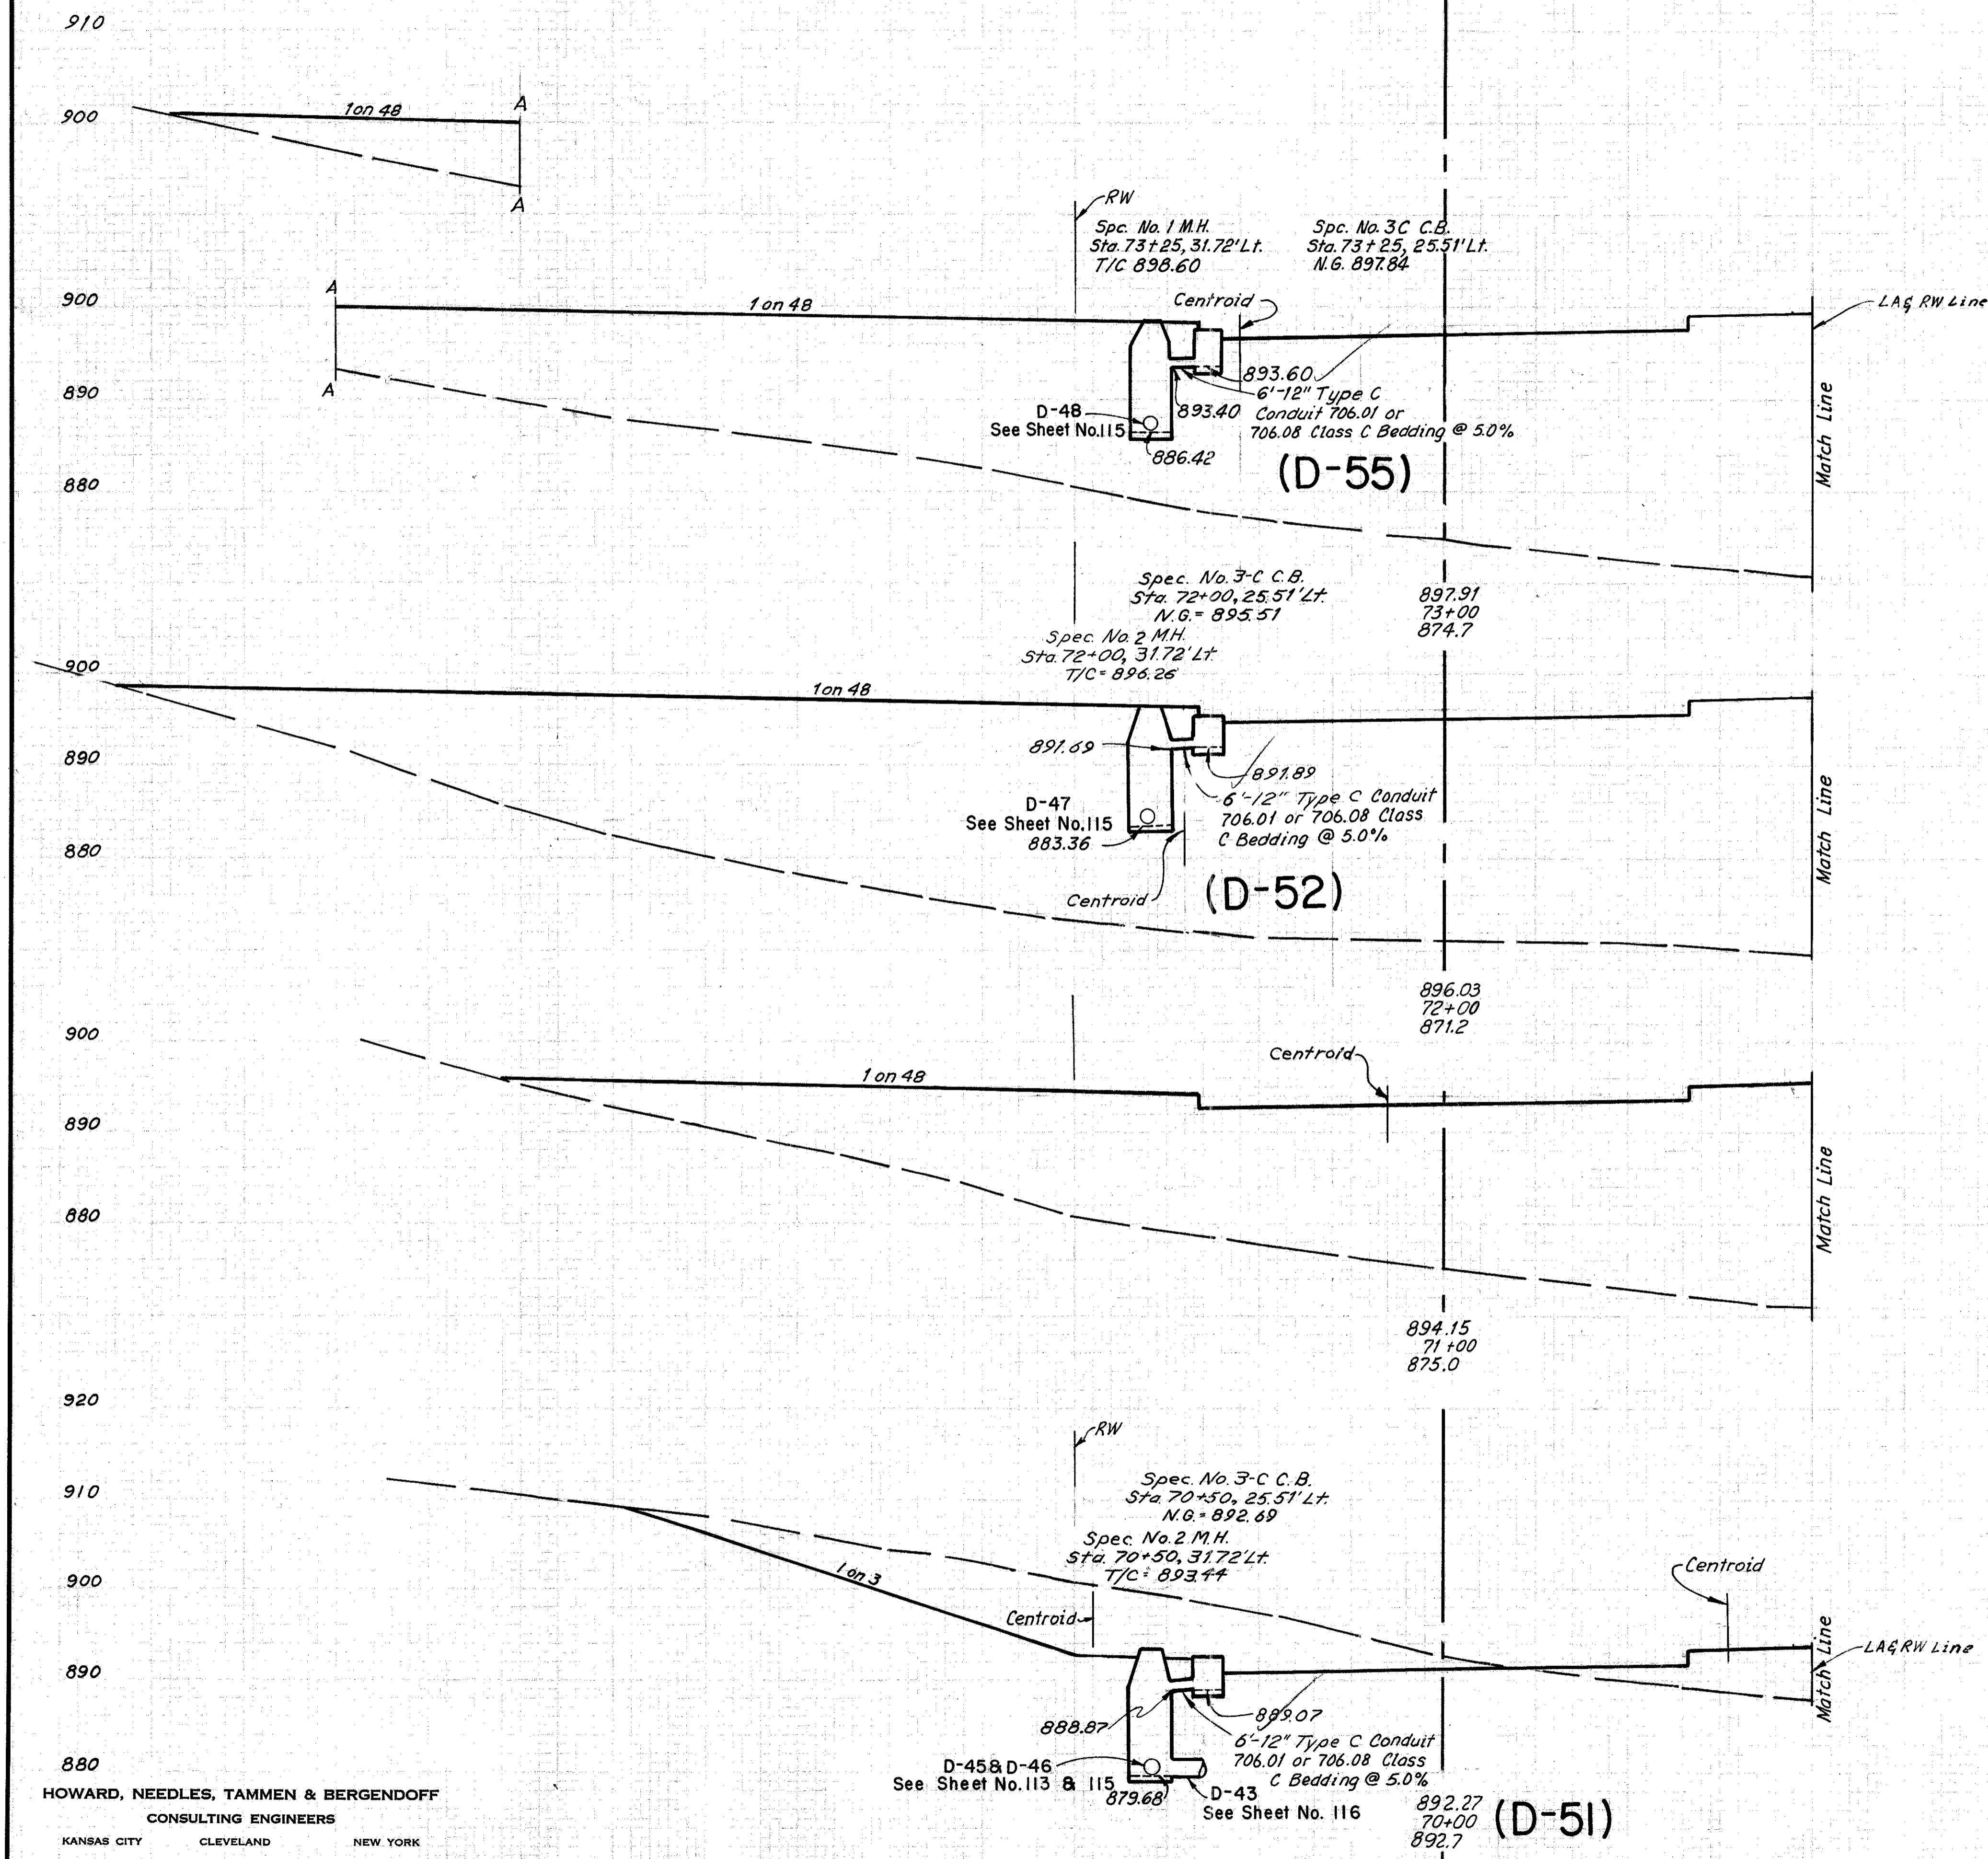 910
900
1 on 48
A
A
RW
Spc. No. 1 M.H.
Sta. 73+25, 31.72' Lt.
T/C 898.60
Spc. No. 3C C.B.
Sta. 73+25, 25.51' Lt.
N.G. 897.84
900
A
1 on 48
Centroid
LA & RW Line
890
A
893.60
6'-12" Type C
Conduit 706.01 or
706.08 Class C Bedding @ 5.0%
893.40
D-48
See Sheet No. 115
886.42
Match Line
880
(D-55)
Spec. No. 3-C C.B.
Sta. 72+00, 25.51' Lt.
N.G. = 895.51
897.91
73+00
874.7
Spec. No. 2 M.H.
Sta. 72+00, 31.72' Lt.
T/C = 896.26
900
1 on 48
890
891.69
891.89
6'-12" Type C Conduit
706.01 or 706.08 Class
C Bedding @ 5.0%
D-47
See Sheet No. 115
883.36
Match Line
880
Centroid
(D-52)
896.03
72+00
871.2
900
Centroid
1 on 48
890
Match Line
880
894.15
71+00
875.0
920
RW
910
Spec. No. 3-C C.B.
Sta. 70+50, 25.51' Lt.
N.G. = 892.69
Spec. No. 2 M.H.
Sta. 70+50, 31.72' Lt.
T/C = 893.44
900
1 on 3
Centroid
Centroid
Match Line
LA & RW Line
890
888.87
889.07
6'-12" Type C Conduit
706.01 or 706.08 Class
C Bedding @ 5.0%
880
D-45 & D-46
See Sheet No. 113 & 115
879.68
D-43
See Sheet No. 116
892.27
70+00
892.7
(D-51)
HOWARD, NEEDLES, TAMMEN & BERGENDOFF
CONSULTING ENGINEERS
KANSAS CITY CLEVELAND NEW YORK